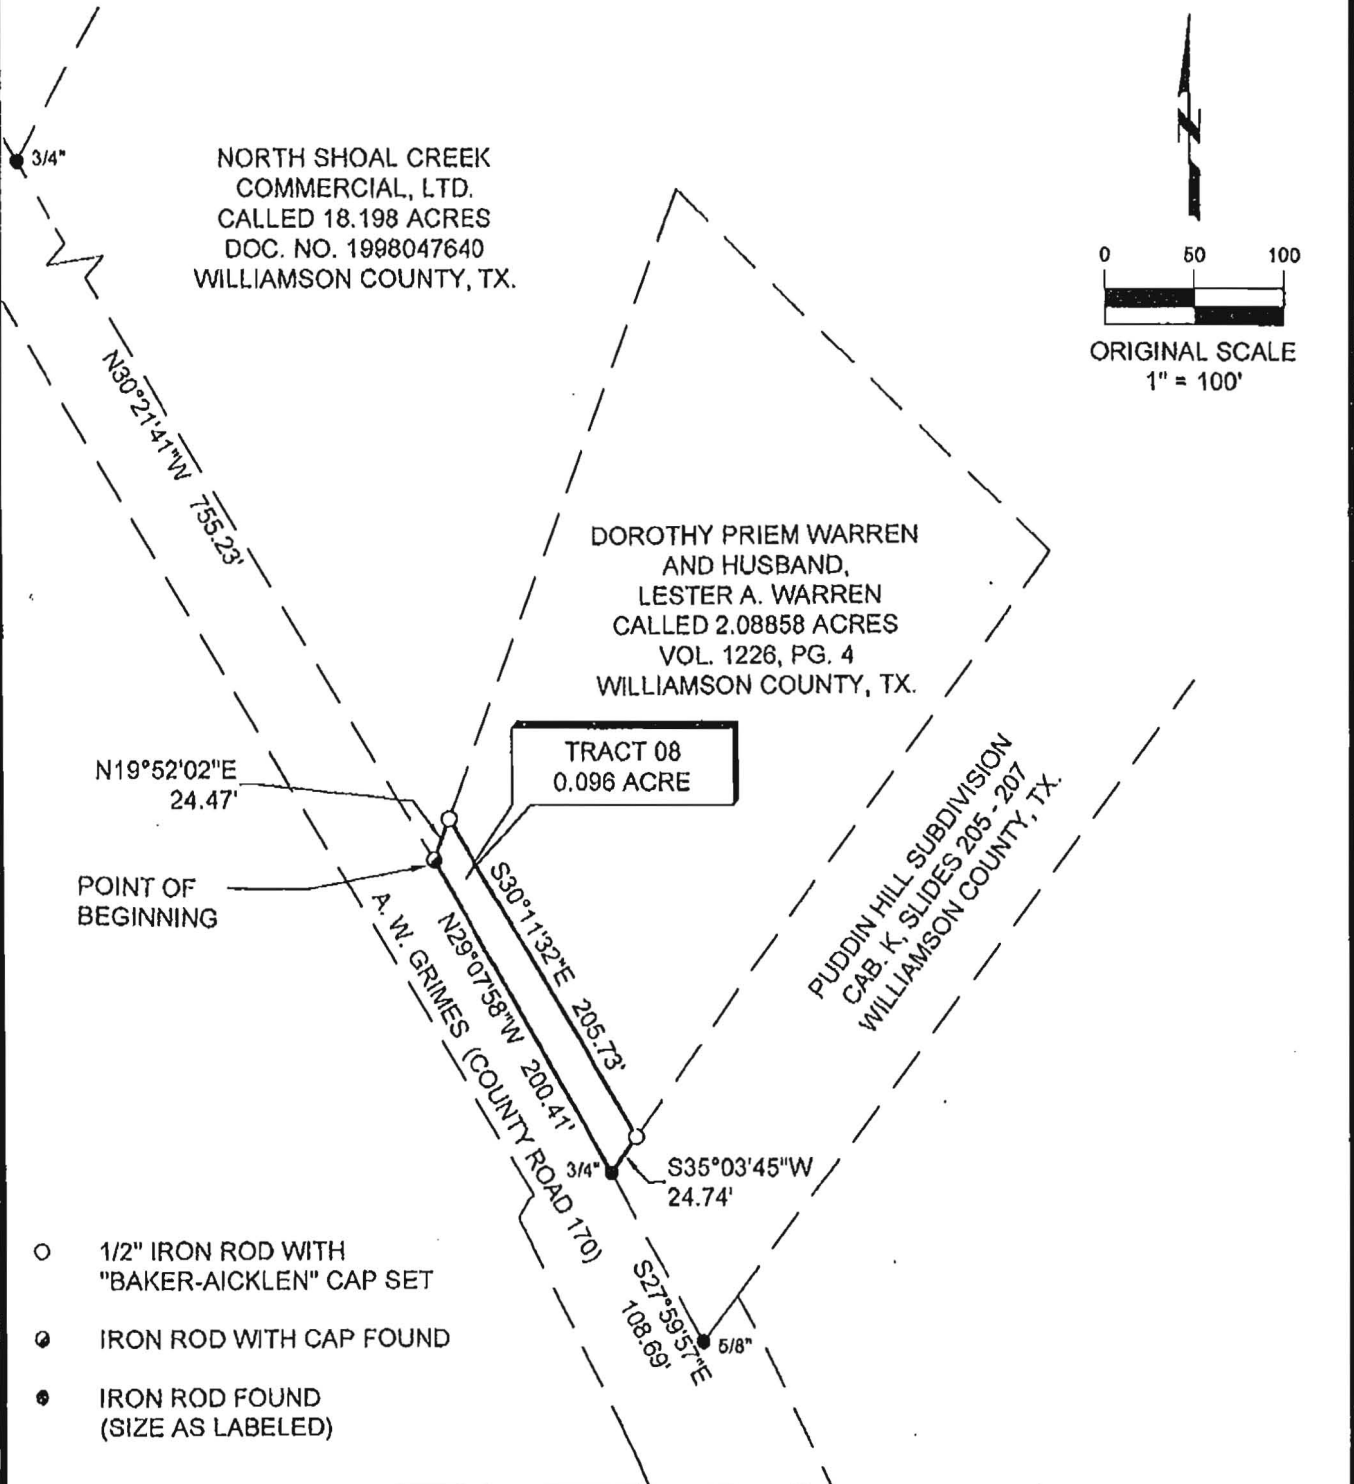 3/4"
NORTH SHOAL CREEK
COMMERCIAL, LTD.
CALLED 18.198 ACRES
DOC. NO. 1998047640
WILLIAMSON COUNTY, TX.
N
0 50 100
ORIGINAL SCALE
1" = 100'
N30°21'41"W 755.23'
DOROTHY PRIEM WARREN
AND HUSBAND,
LESTER A. WARREN
CALLED 2.08858 ACRES
VOL. 1226, PG. 4
WILLIAMSON COUNTY, TX.
TRACT 08
0.096 ACRE
N19°52'02"E
24.47'
POINT OF
BEGINNING
PUDDIN HILL SUBDIVISION
CAB. K, SLIDES 205 - 207
WILLIAMSON COUNTY, TX.
S30°11'32"E 205.73'
N29°07'58"W 200.41'
A. W. GRIMES (COUNTY ROAD 170)
3/4"
S35°03'45"W
24.74'
S27°59'57"E
108.69'
5/8"
1/2" IRON ROD WITH
"BAKER-AICKLEN" CAP SET
IRON ROD WITH CAP FOUND
IRON ROD FOUND
(SIZE AS LABELED)